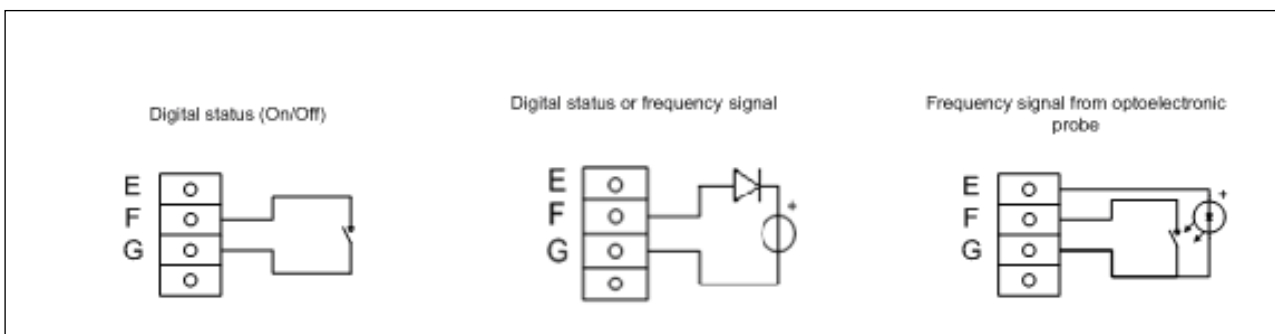 Digital status (On/Off)
E
F
G
Digital status or frequency signal
E
F
G
+
Frequency signal from optoelectronic
probe
E
F
G
+